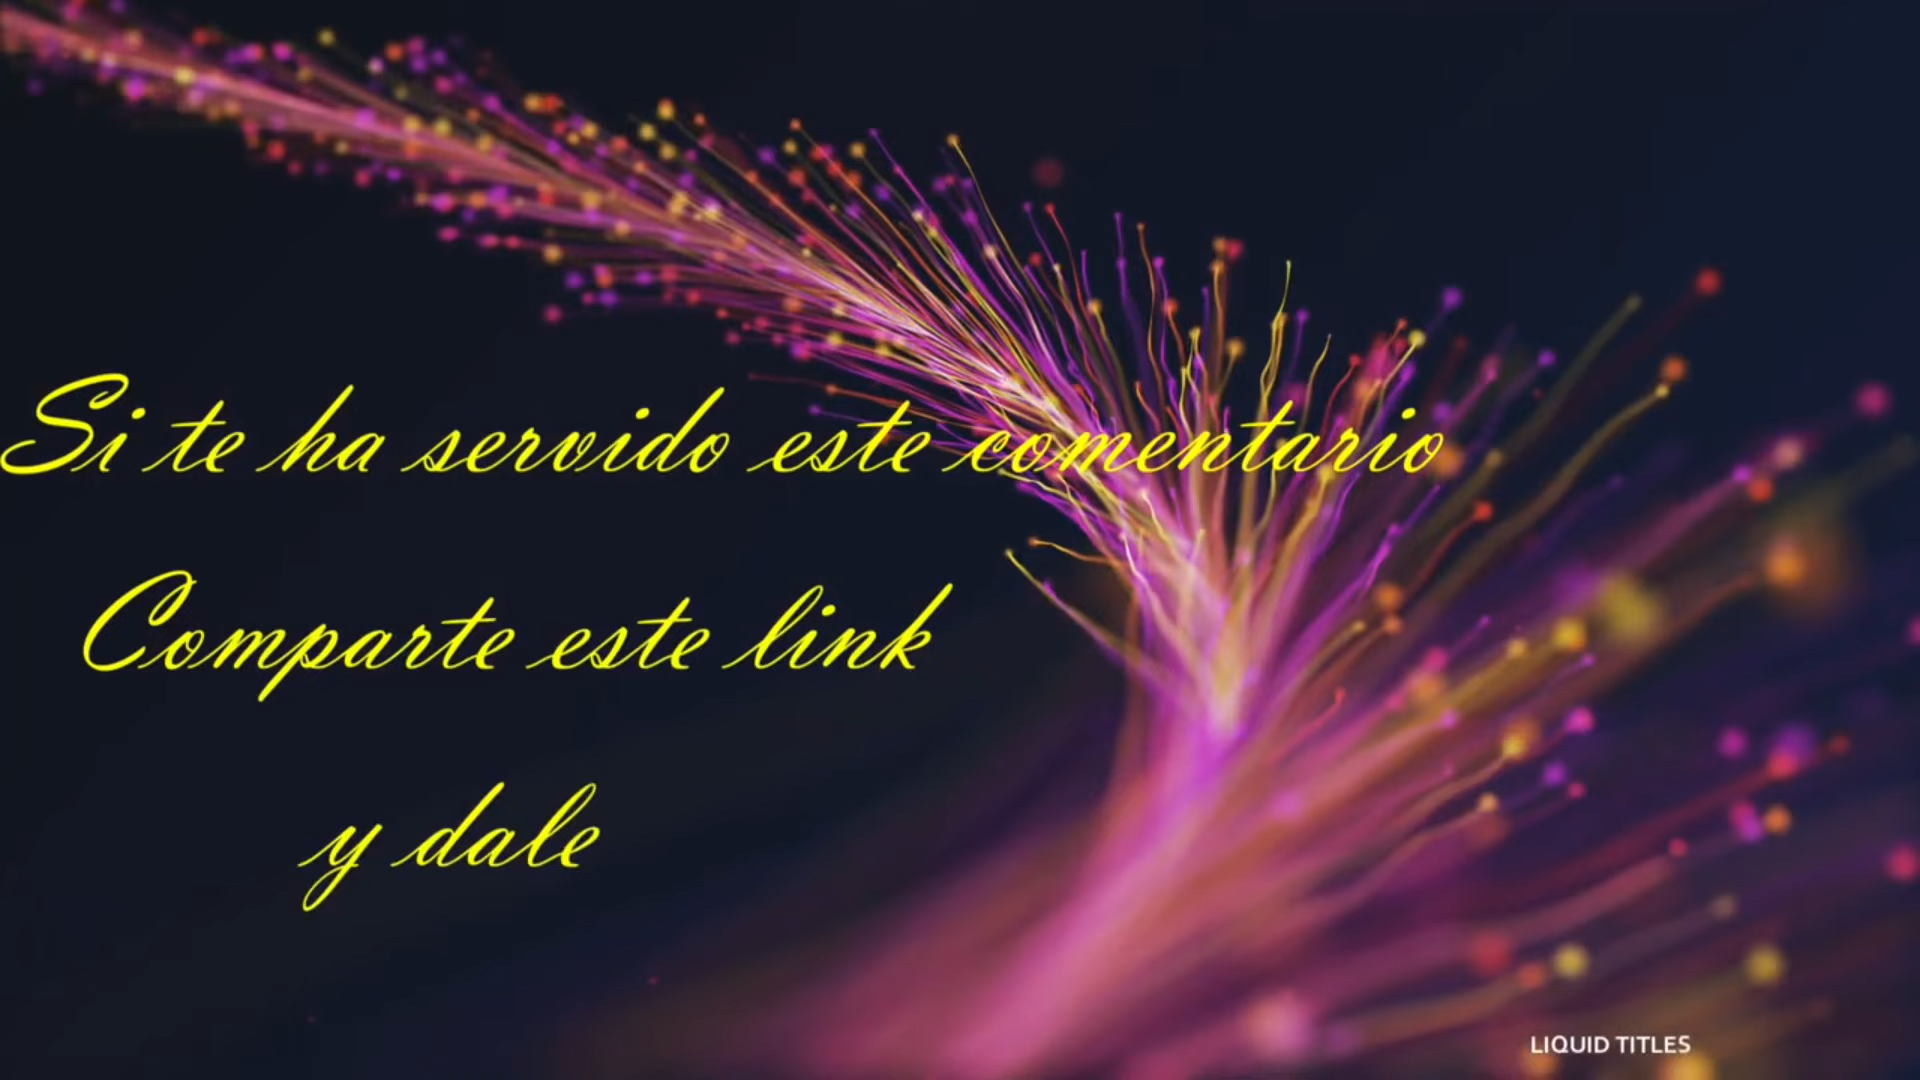 Si te ha servido este comentario
Comparte este link
y dale
LIQUID TITLES